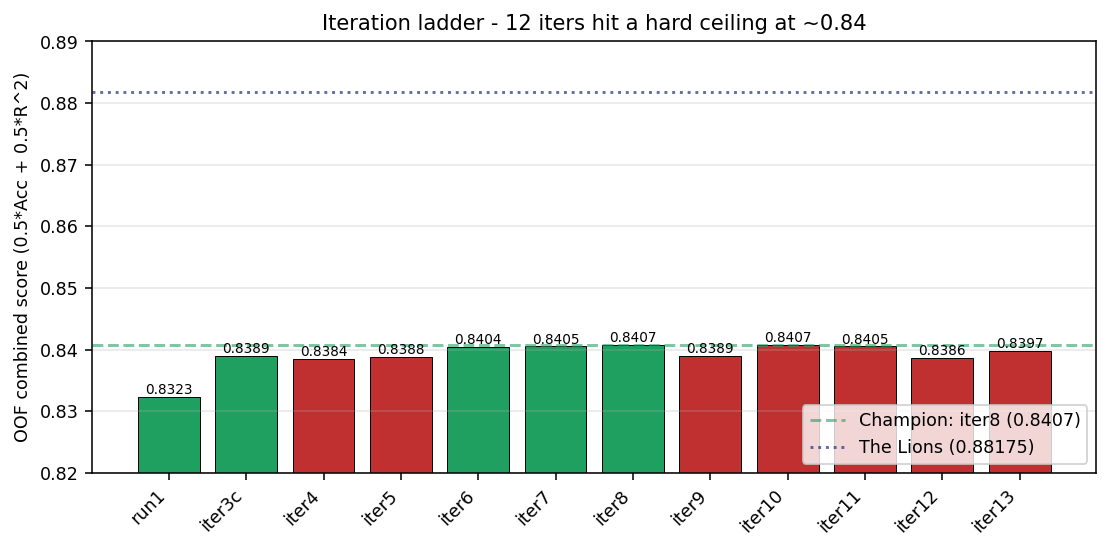 Iteration ladder - 12 iters hit a hard ceiling at ~0.84
OOF combined score (0.5*Acc + 0.5*R^2)
0.89
0.88
0.87
0.86
0.85
0.84
0.83
0.82
0.8323
0.8389
0.8384
0.8388
0.8404
0.8405
0.8407
0.8389
0.8407
0.8405
0.8386
0.8397
Champion: iter8 (0.8407)
The Lions (0.88175)
run1
iter3c
iter4
iter5
iter6
iter7
iter8
iter9
iter10
iter11
iter12
iter13